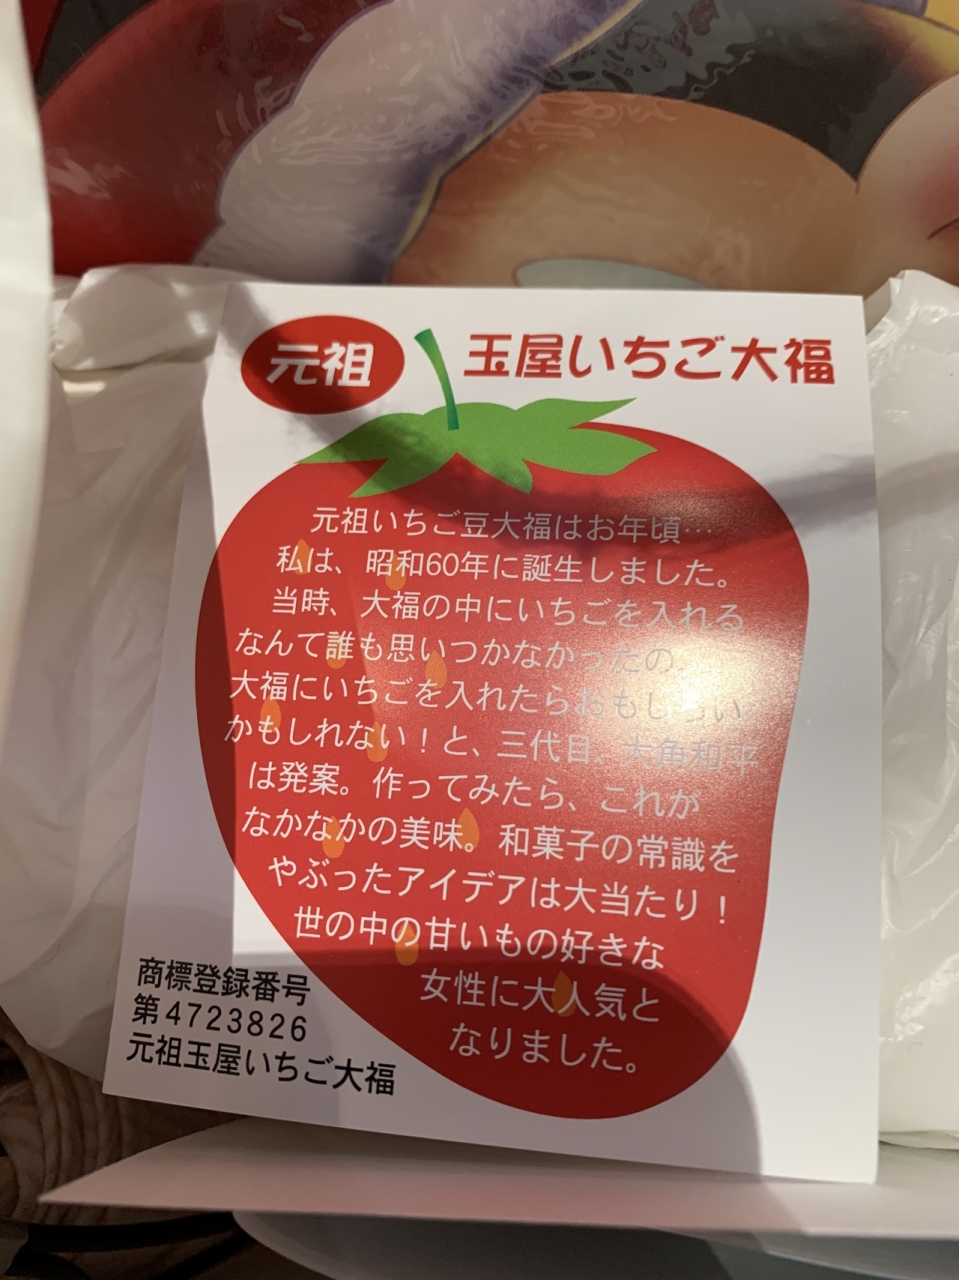 元祖
玉屋いちご大福
元祖いちご豆大福はお年頃…
私は、昭和60年に誕生しました。
当時、大福の中にいちごを入れる
なんて誰も思いつかなかったの
大福にいちごを入れたらおもしろい
かもしれない！と、三代目、大角和平
は発案。作ってみたら、これが
なかなかの美味。和菓子の常識を
やぶったアイデアは大当たり！
世の中の甘いもの好きな
女性に大人気と
なりました。
商標登録番号
第4723826
元祖玉屋いちご大福